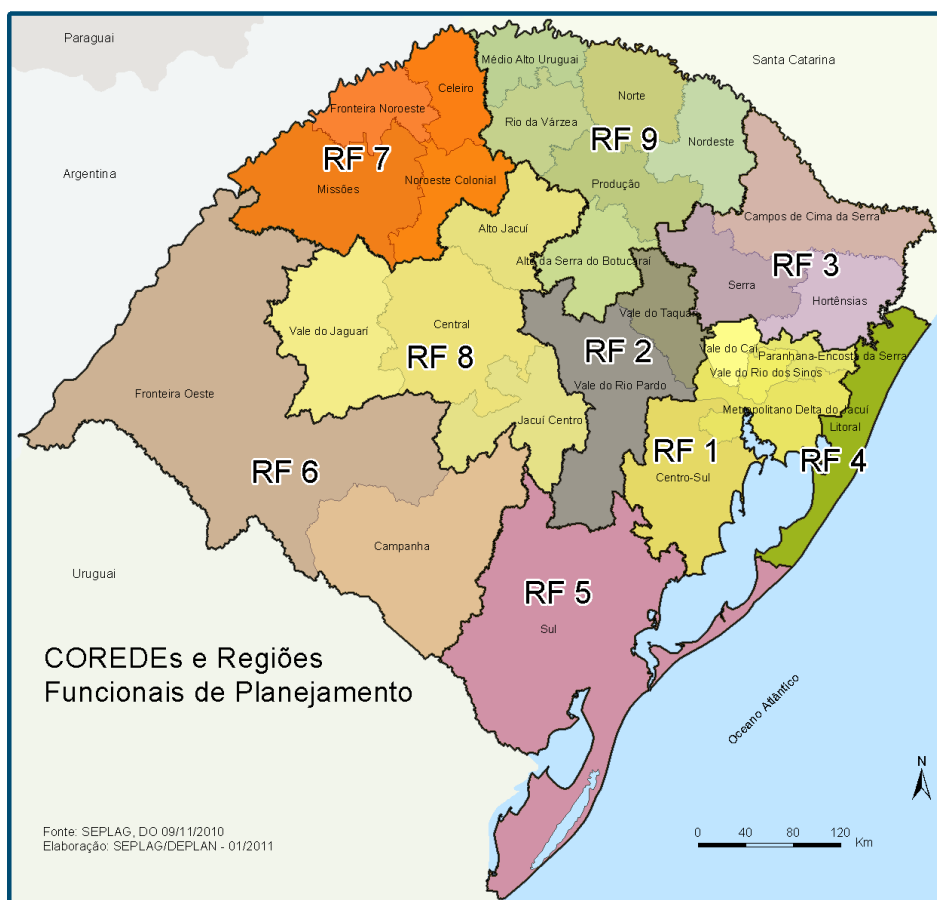 Paraguai
Santa Catarina
Médio Alto Uruguai
Celeiro
Norte
Fronteira Noroeste
Rio da Várzea
RF 9
Nordeste
RF 7
Argentina
Noroeste Colonial
Produção
Missões
Campos de Cima da Serra
Alto Jacuí
Alto da Serra do Botucaraí
RF 3
Serra
Hortênsias
Vale do Taquari
Vale do Jaguarí
Central
RF 8
RF 2
Vale do Caí
Paranhana-Encosta da Serra
Vale do Rio dos Sinos
Vale do Rio Pardo
Fronteira Oeste
Metropolitano Delta do Jacuí
Jacuí Centro
Litoral
RF 1
RF 4
RF 6
Centro-Sul
Campanha
Uruguai
RF 5
Sul
COREDEs e Regiões
Funcionais de Planejamento
Oceano Atlântico
N
Fonte: SEPLAG, DO 09/11/2010
Elaboração: SEPLAG/DEPLAN - 01/2011
0 40 80 120
Km